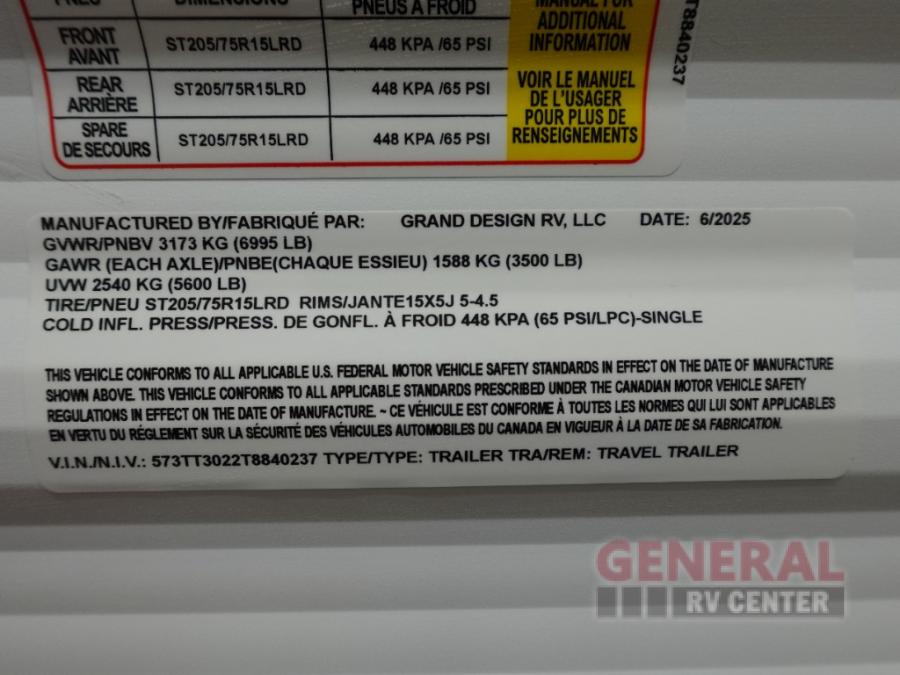 PNEU DIMENSIONS PNEUS À FROID MANUAL FOR
ADDITIONAL
INFORMATION
FRONT
AVANT ST205/75R15LRD 448 KPA /65 PSI
REAR
ARRIÈRE ST205/75R15LRD 448 KPA /65 PSI
SPARE
DE SECOURS ST205/75R15LRD 448 KPA /65 PSI
VOIR LE MANUEL
DE L'USAGER
POUR PLUS DE
RENSEIGNEMENTS
T8840237
MANUFACTURED BY/FABRIQUÉ PAR: GRAND DESIGN RV, LLC DATE: 6/2025
GVWR/PNBV 3173 KG (6995 LB)
GAWR (EACH AXLE)/PNBE(CHAQUE ESSIEU) 1588 KG (3500 LB)
UVW 2540 KG (5600 LB)
TIRE/PNEU ST205/75R15LRD RIMS/JANTE15X5J 5-4.5
COLD INFL. PRESS/PRESS. DE GONFL. À FROID 448 KPA (65 PSI/LPC)-SINGLE
THIS VEHICLE CONFORMS TO ALL APPLICABLE U.S. FEDERAL MOTOR VEHICLE SAFETY STANDARDS IN EFFECT ON THE DATE OF MANUFACTURE
SHOWN ABOVE. THIS VEHICLE CONFORMS TO ALL APPLICABLE STANDARDS PRESCRIBED UNDER THE CANADIAN MOTOR VEHICLE SAFETY
REGULATIONS IN EFFECT ON THE DATE OF MANUFACTURE. ~ CE VÉHICULE EST CONFORME À TOUTES LES NORMES QUI LUI SONT APPLICABLES
EN VERTU DU RÉGLEMENT SUR LA SÉCURITÉ DES VÉHICULES AUTOMOBILES DU CANADA EN VIGUEUR À LA DATE DE SA FABRICATION.
V.I.N./N.I.V.: 573TT3022T8840237 TYPE/TYPE: TRAILER TRA/REM: TRAVEL TRAILER
GENERAL
RV CENTER